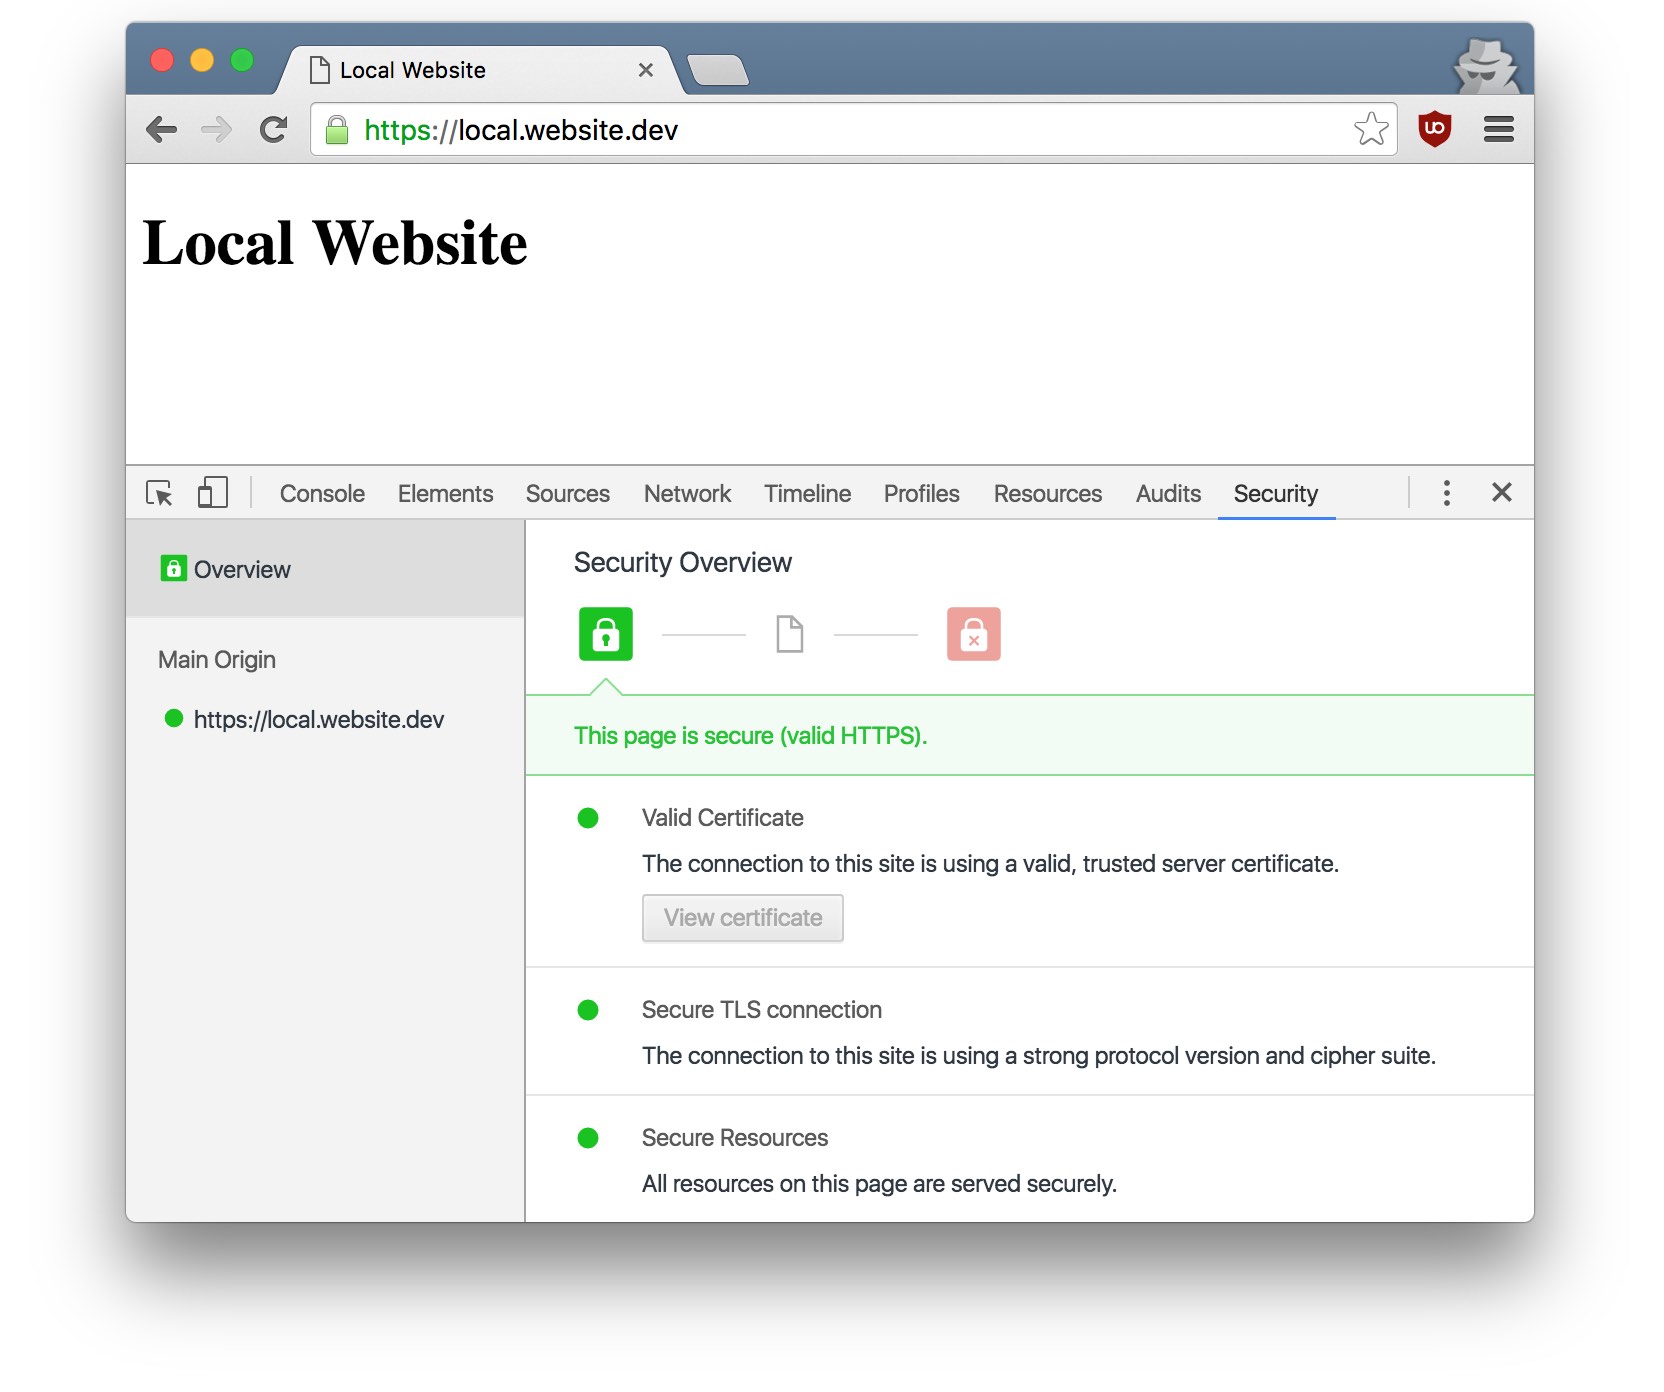 Local Website
https://local.website.dev
Local Website
Console Elements Sources Network Timeline Profiles Resources Audits Security
Overview
Main Origin
https://local.website.dev
Security Overview
This page is secure (valid HTTPS).
Valid Certificate
The connection to this site is using a valid, trusted server certificate.
View certificate
Secure TLS connection
The connection to this site is using a strong protocol version and cipher suite.
Secure Resources
All resources on this page are served securely.